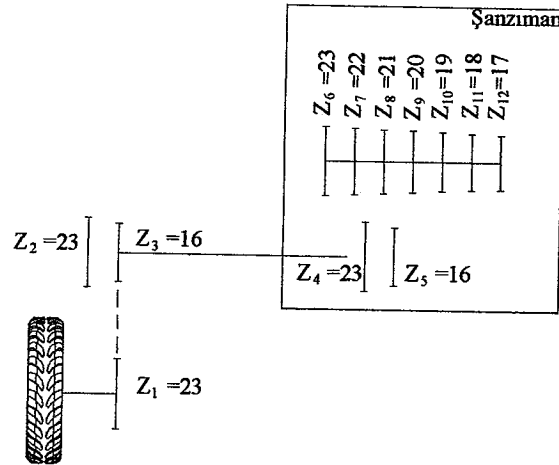 Şanzıman
Z6 =23
Z7 =22
Z8 =21
Z9 =20
Z10=19
Z11=18
Z12=17
Z2 =23
Z3 =16
Z4 =23
Z5 =16
Z1 =23